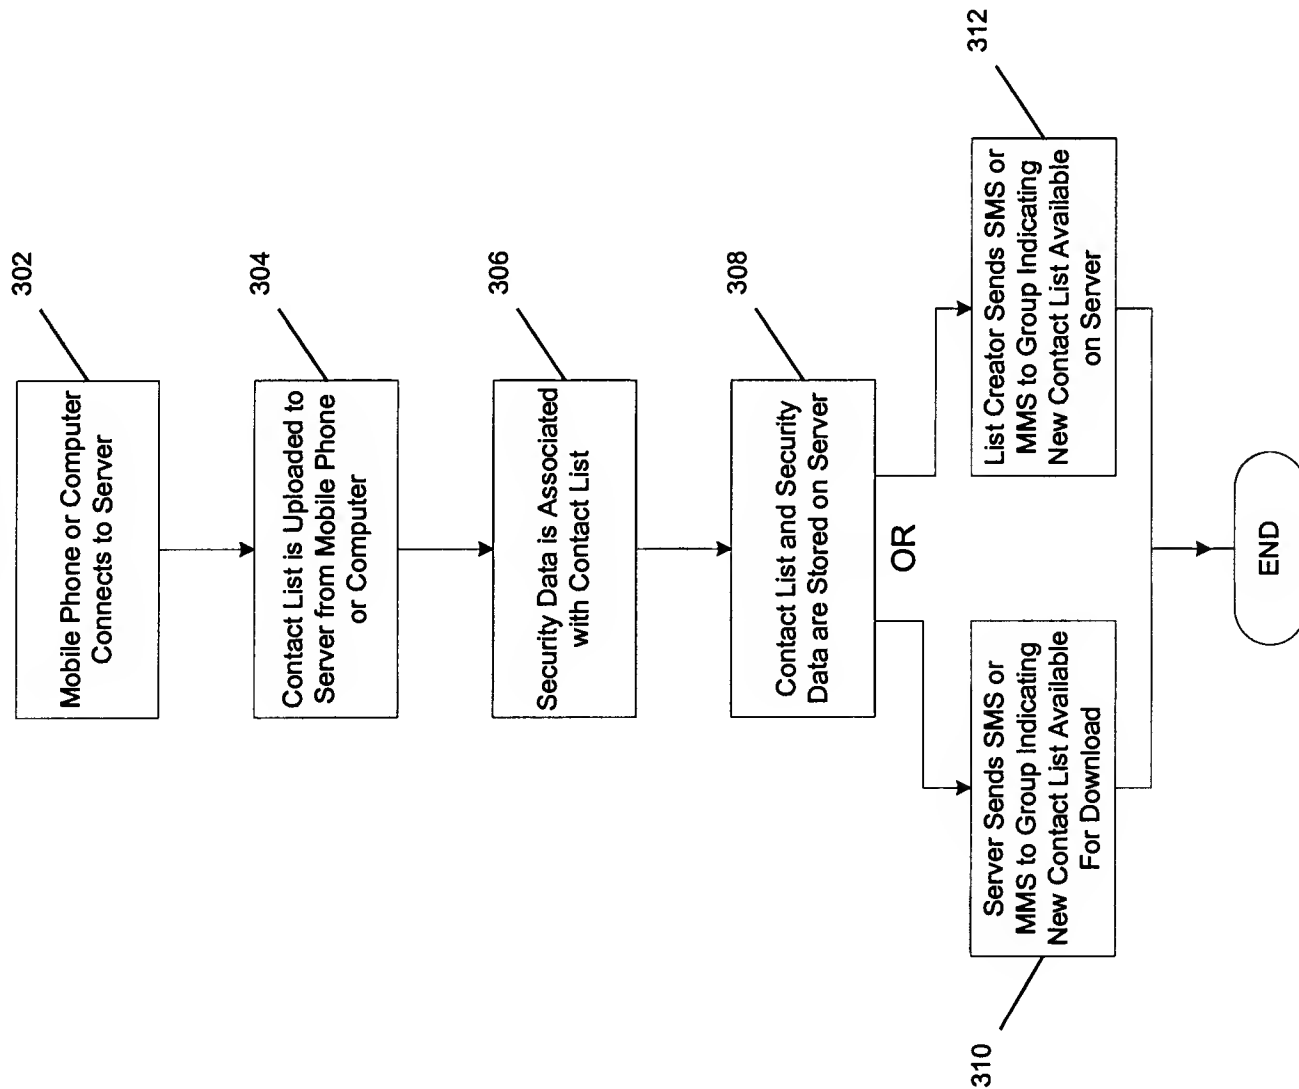 302
Mobile Phone or Computer
Connects to Server
304
Contact List is Uploaded to
Server from Mobile Phone
or Computer
306
Security Data is Associated
with Contact List
308
Contact List and Security
Data are Stored on Server
OR
310
Server Sends SMS or
MMS to Group Indicating
New Contact List Available
For Download
312
List Creator Sends SMS or
MMS to Group Indicating
New Contact List Available
on Server
END